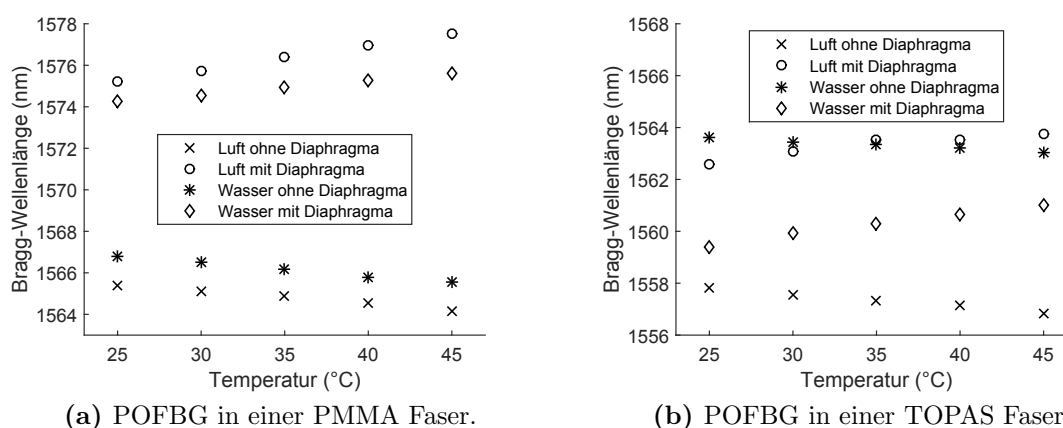 1578
1576
1574
1572
1570
1568
1566
1564
Bragg-Wellenlänge (nm)
Luft ohne Diaphragma
Luft mit Diaphragma
Wasser ohne Diaphragma
Wasser mit Diaphragma
25 30 35 40 45
Temperatur (°C)
(a) POFBG in einer PMMA Faser.
1568
1566
1564
1562
1560
1558
1556
Bragg-Wellenlänge (nm)
Luft ohne Diaphragma
Luft mit Diaphragma
Wasser ohne Diaphragma
Wasser mit Diaphragma
25 30 35 40 45
Temperatur (°C)
(b) POFBG in einer TOPAS Faser